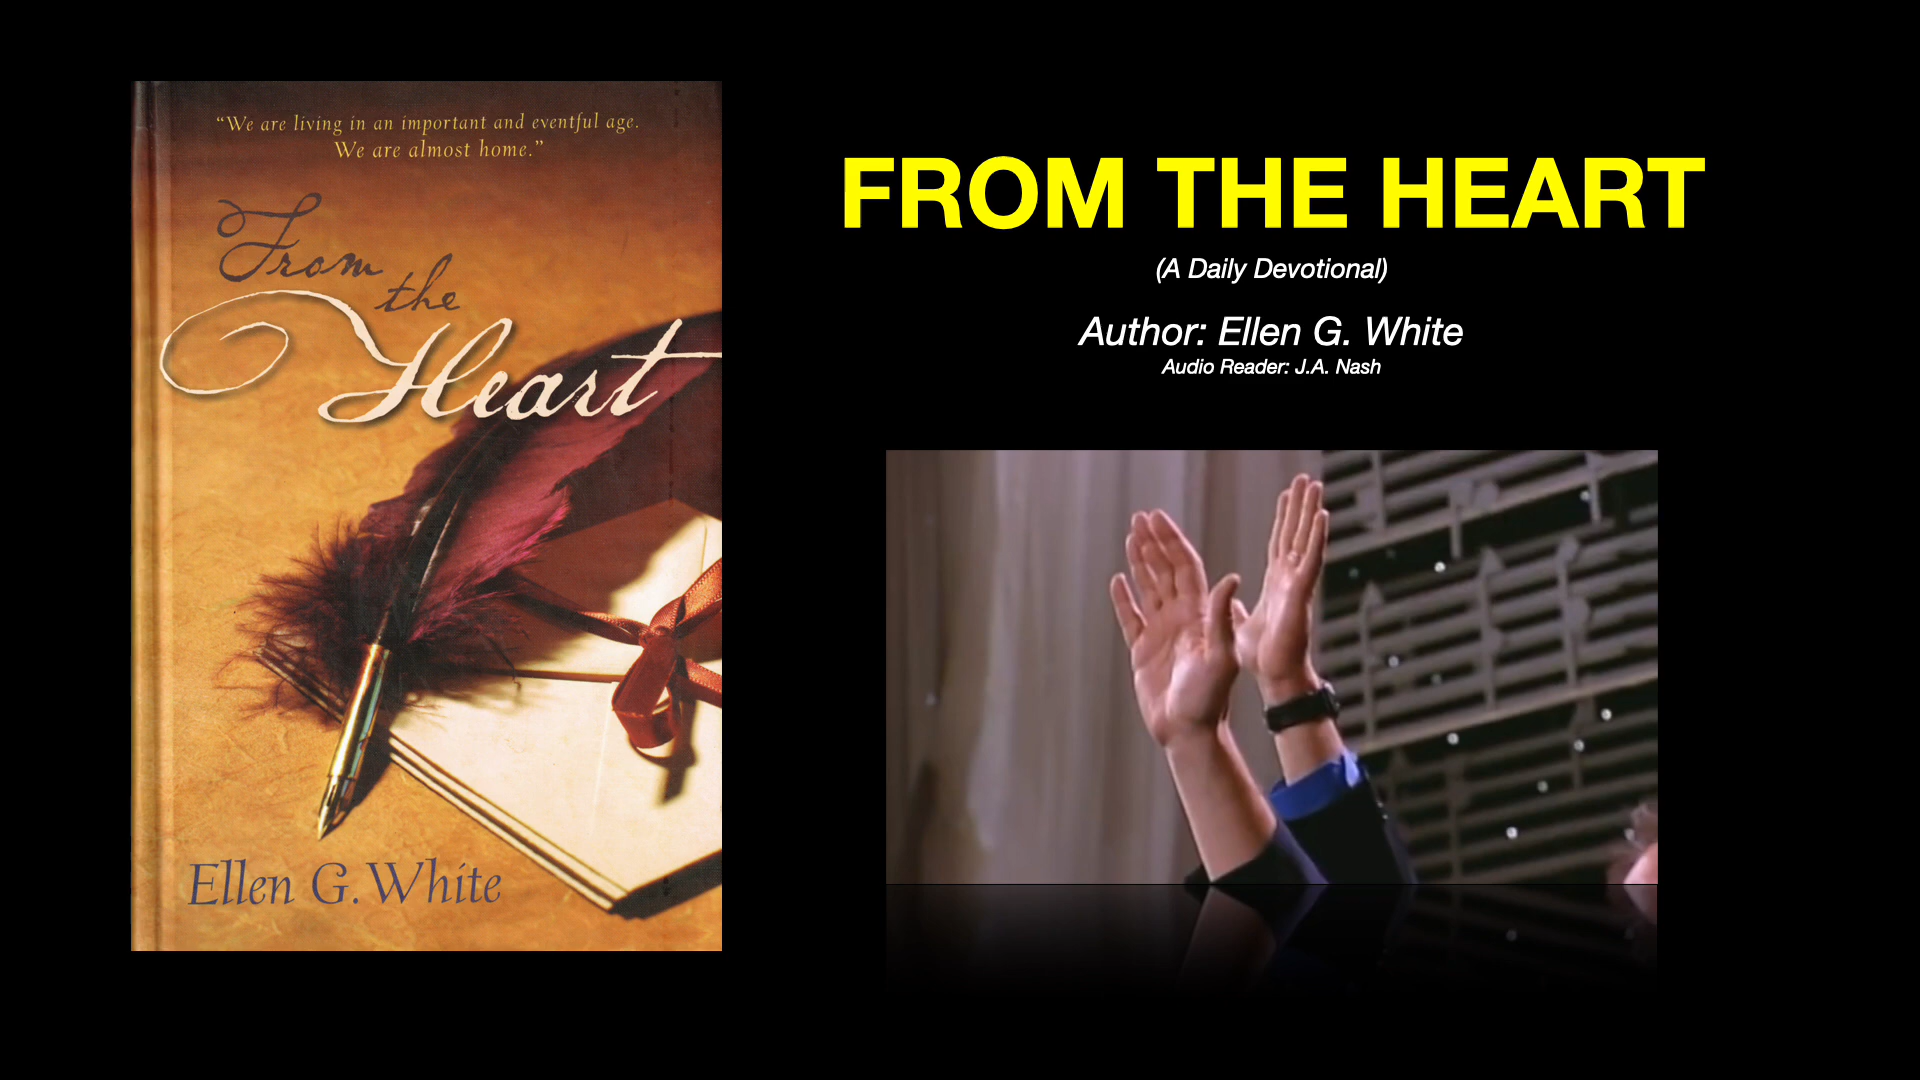 “We are living in an important and eventful age.
We are almost home.”
From
the
Heart
Ellen G. White
FROM THE HEART
(A Daily Devotional)
Author: Ellen G. White
Audio Reader: J.A. Nash